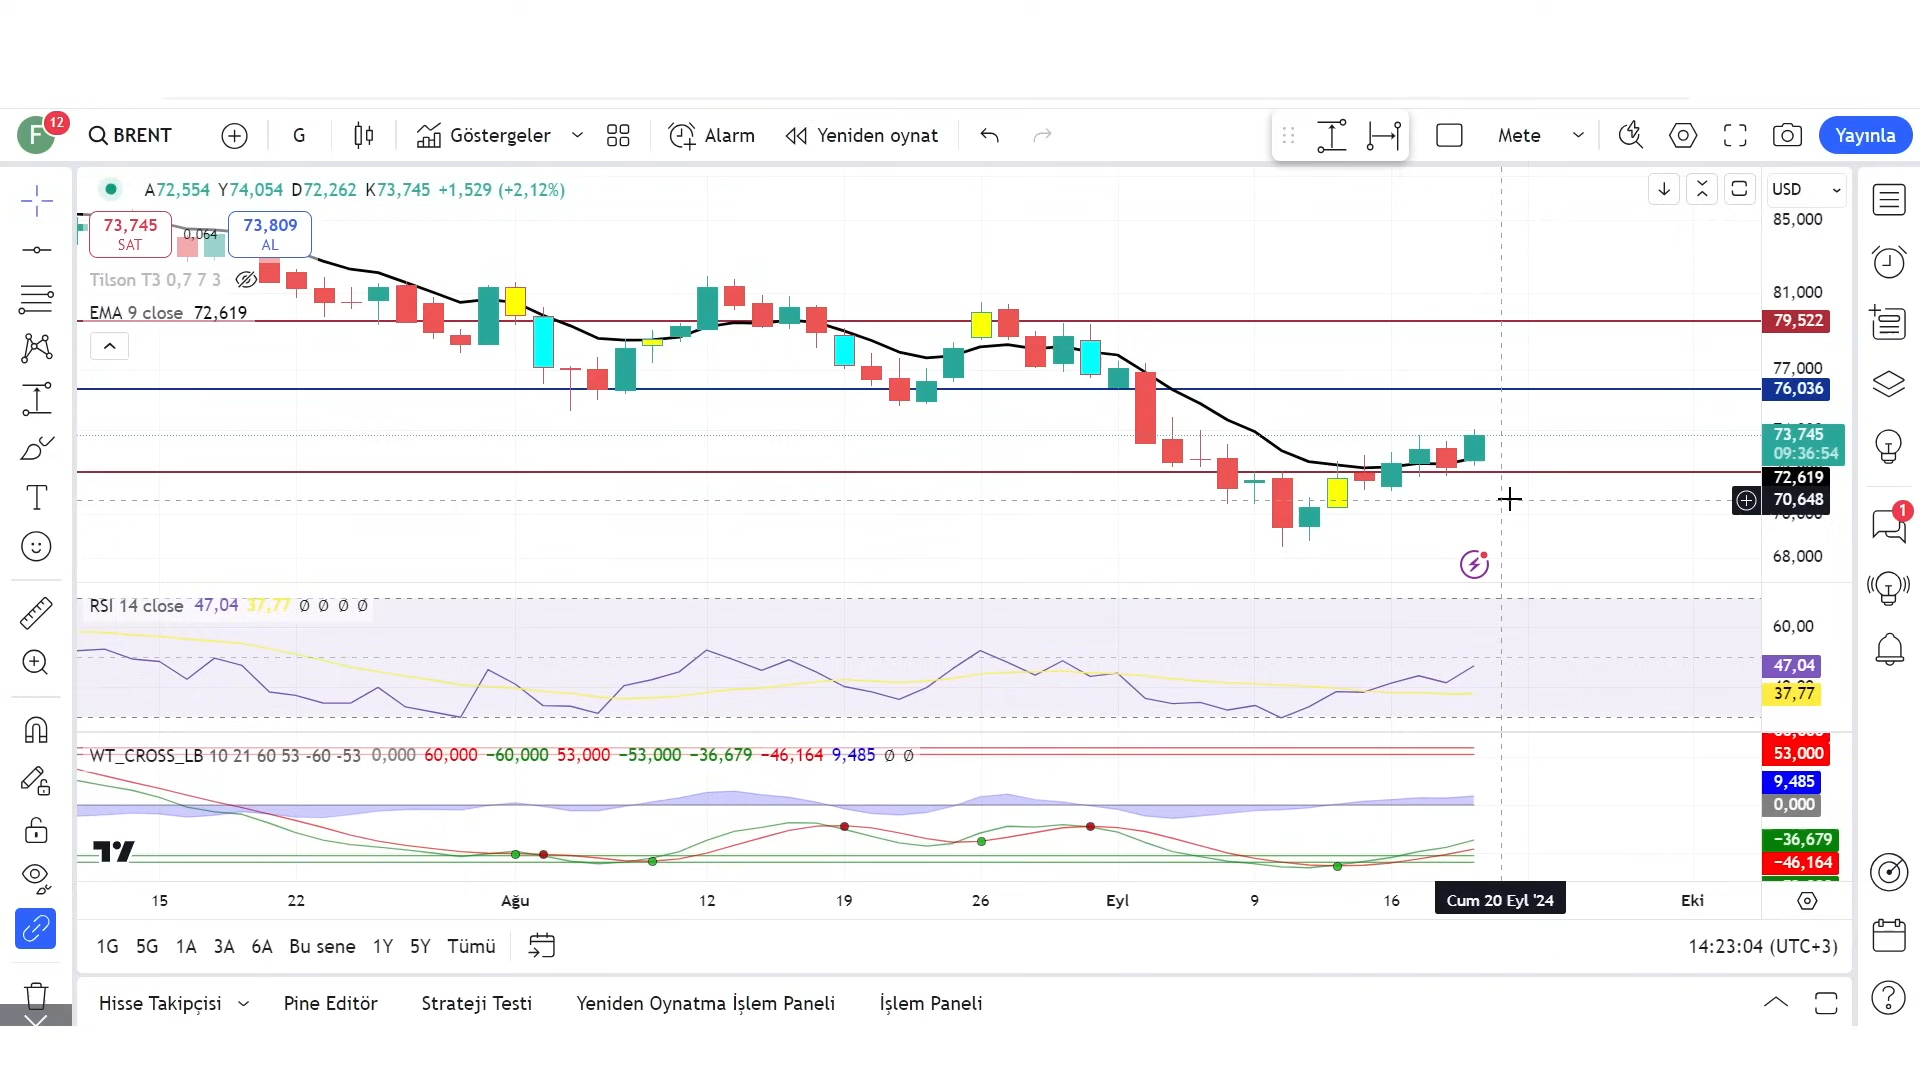 F 12 BRENT G Göstergeler Alarm Yeniden oynat Mete Yayınla
A72,554 Y74,054 D72,262 K73,745 +1,529 (+2,12%)
USD
85,000
73,745
SAT
0,064
73,809
AL
Tilson T3 0,7 7 3
EMA 9 close 72,619
81,000
79,522
77,000
76,036
73,745
09:36:54
72,619
70,648
68,000
1
RSI 14 close 47,04 37,77 Ø Ø Ø Ø
60,00
47,04
37,77
WT_CROSS_LB 10 21 60 53 -60 -53 0,000 60,000 −60,000 53,000 −53,000 −36,679 −46,164 9,485 Ø Ø
53,000
9,485
0,000
−36,679
−46,164
15 22 Ağu 12 19 26 Eyl 9 16 Cum 20 Eyl '24 Eki
1G 5G 1A 3A 6A Bu sene 1Y 5Y Tümü 14:23:04 (UTC+3)
Hisse Takipçisi Pine Editör Strateji Testi Yeniden Oynatma İşlem Paneli İşlem Paneli